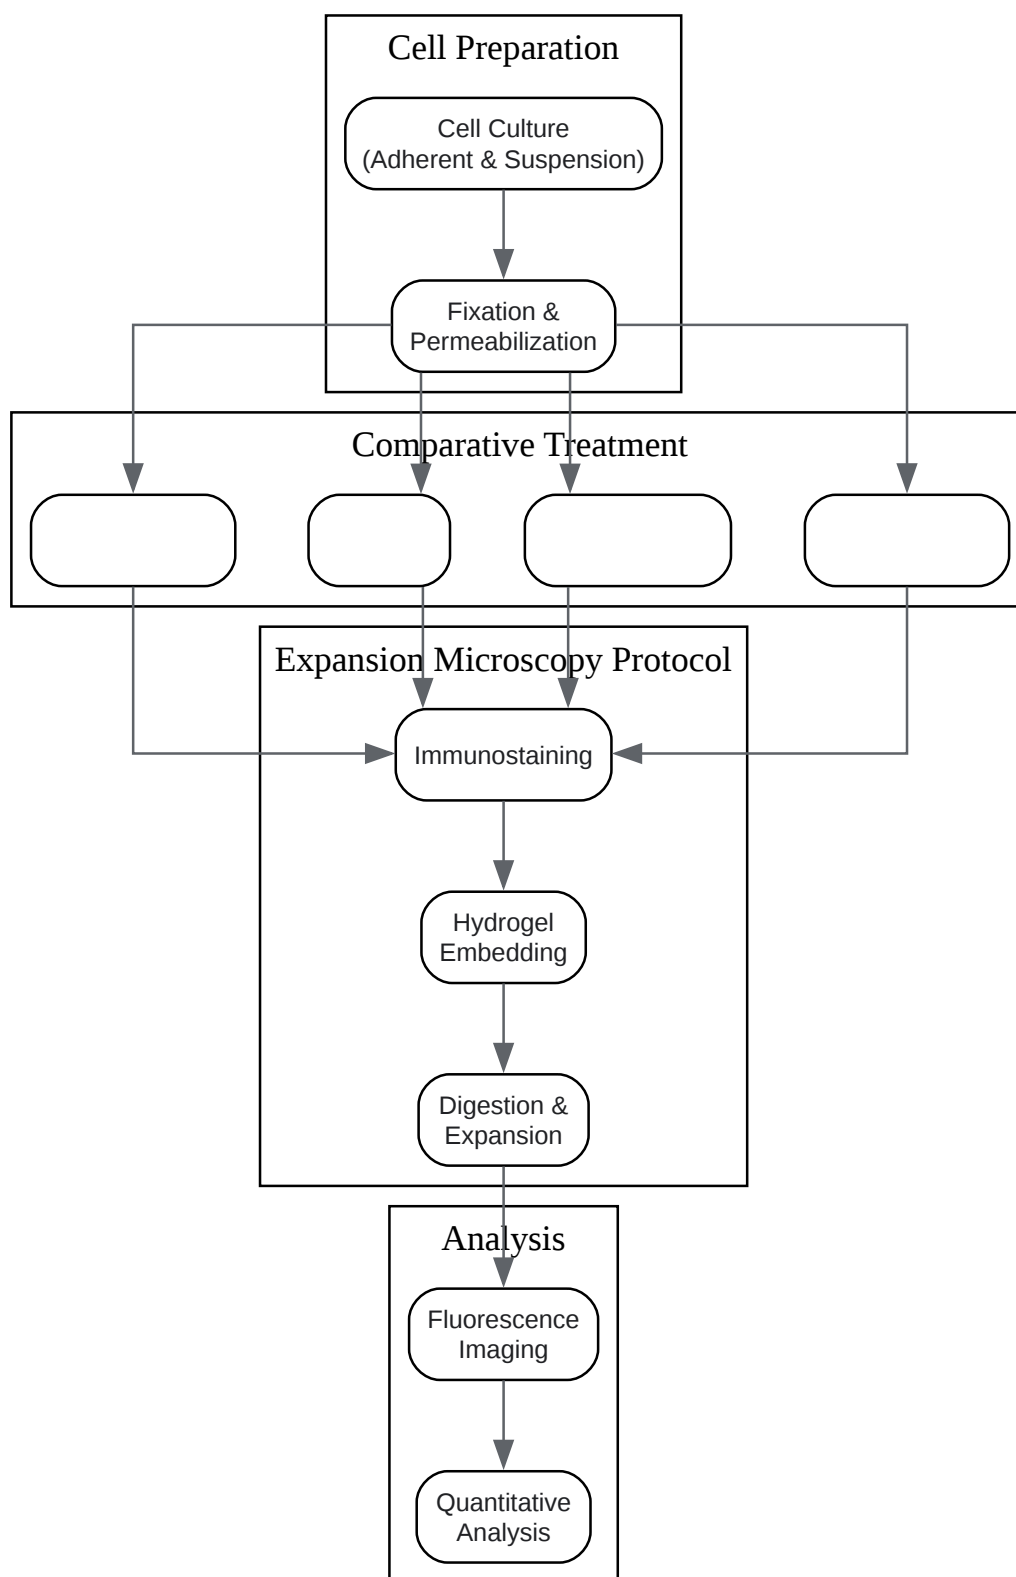 Cell Preparation
Cell Culture
(Adherent & Suspension)
Fixation &
Permeabilization
Comparative Treatment
Expansion Microscopy Protocol
Immunostaining
Hydrogel
Embedding
Digestion &
Expansion
Analysis
Fluorescence
Imaging
Quantitative
Analysis